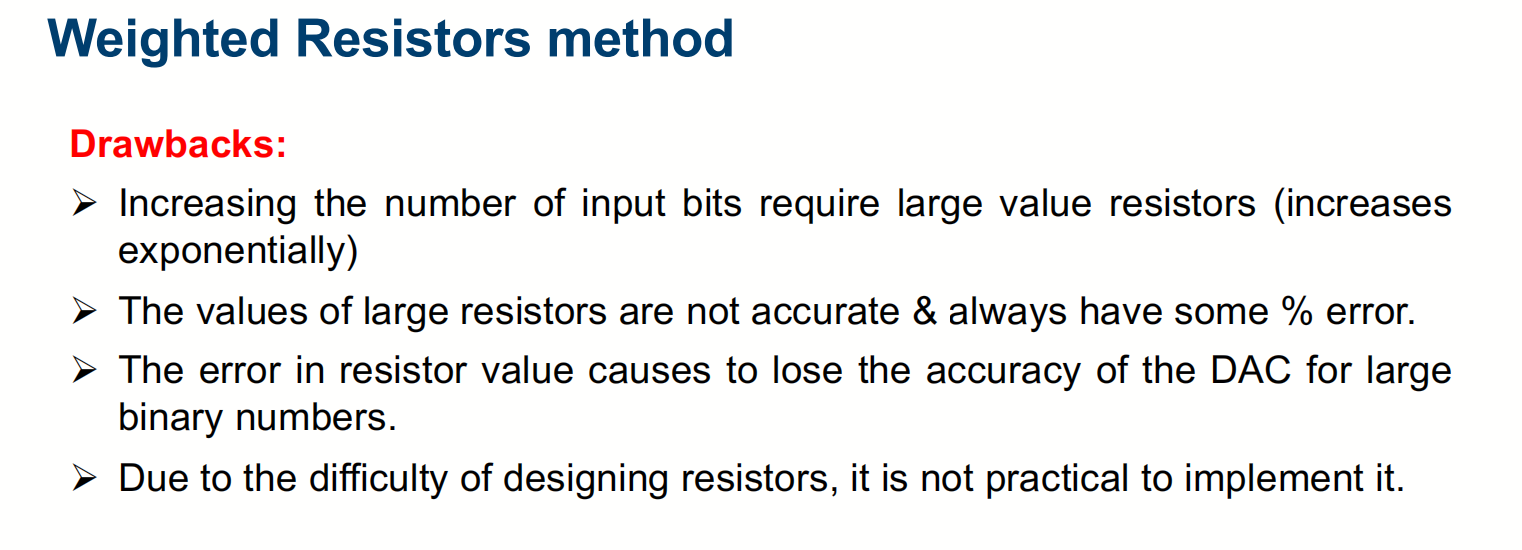 Weighted Resistors method
Drawbacks:
➢ Increasing the number of input bits require large value resistors (increases
exponentially)
➢ The values of large resistors are not accurate & always have some % error.
➢ The error in resistor value causes to lose the accuracy of the DAC for large
binary numbers.
➢ Due to the difficulty of designing resistors, it is not practical to implement it.